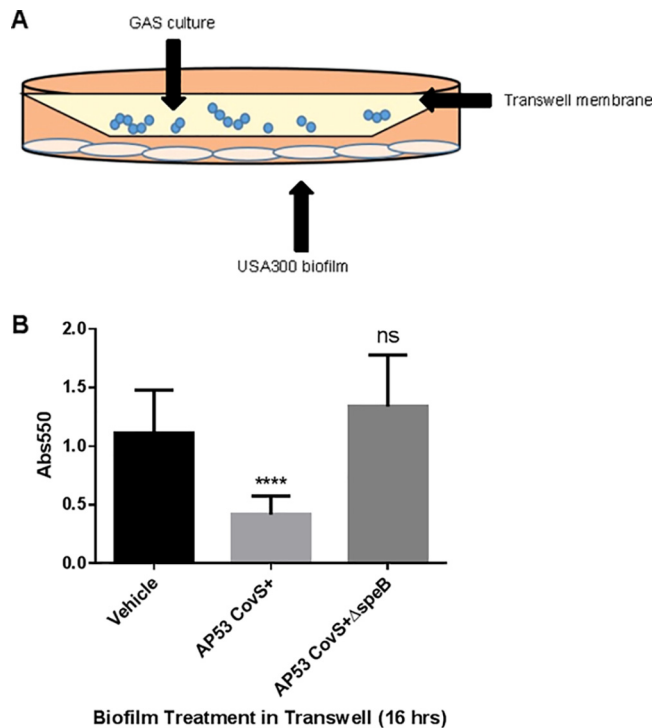 A
GAS culture
Transwell membrane
USA300 biofilm
B
2.0
1.5
1.0
0.5
0.0
Abs550
ns
****
Vehicle
AP53 CovS+
AP53 CovS+ΔspeB
Biofilm Treatment in Transwell (16 hrs)